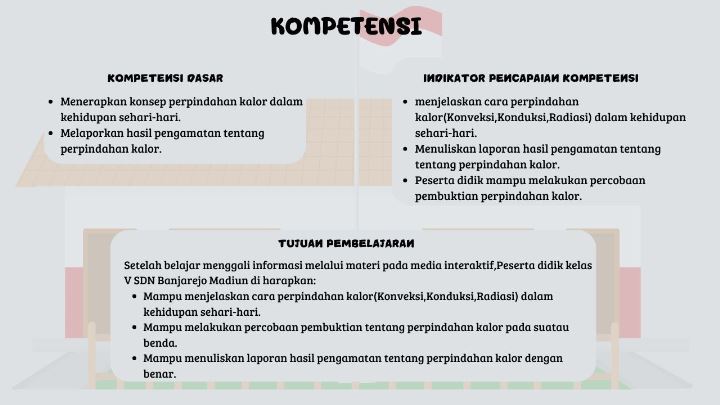 KOMPETENSI
KOMPETENSI DASAR
• Menerapkan konsep perpindahan kalor dalam
kehidupan sehari-hari.
• Melaporkan hasil pengamatan tentang
perpindahan kalor.
INDIKATOR PENCAPAIAN KOMPETENSI
• menjelaskan cara perpindahan
kalor(Konveksi,Konduksi,Radiasi) dalam kehidupan
sehari-hari.
• Menuliskan laporan hasil pengamatan tentang
tentang perpindahan kalor.
• Peserta didik mampu melakukan percobaan
pembuktian perpindahan kalor.
TUJUAN PEMBELAJARAN
Setelah belajar menggali informasi melalui materi pada media interaktif,Peserta didik kelas
V SDN Banjarejo Madiun di harapkan:
• Mampu menjelaskan cara perpindahan kalor(Konveksi,Konduksi,Radiasi) dalam
kehidupan sehari-hari.
• Mampu melakukan percobaan pembuktian tentang perpindahan kalor pada suatau
benda.
• Mampu menuliskan laporan hasil pengamatan tentang perpindahan kalor dengan
benar.